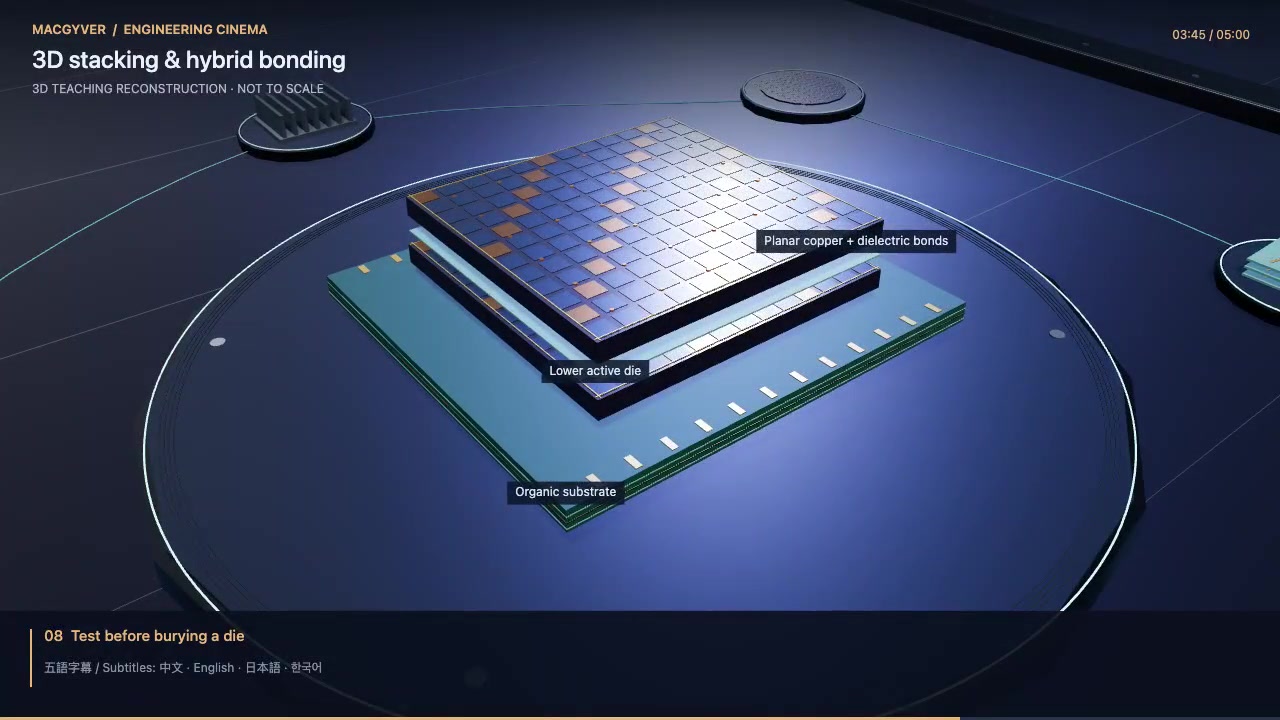 MACGYVER / ENGINEERING CINEMA
03:45 / 05:00
3D stacking & hybrid bonding
3D TEACHING RECONSTRUCTION · NOT TO SCALE
Planar copper + dielectric bonds
Lower active die
Organic substrate
08 Test before burying a die
五語字幕 / Subtitles: 中文 · English · 日本語 · 한국어